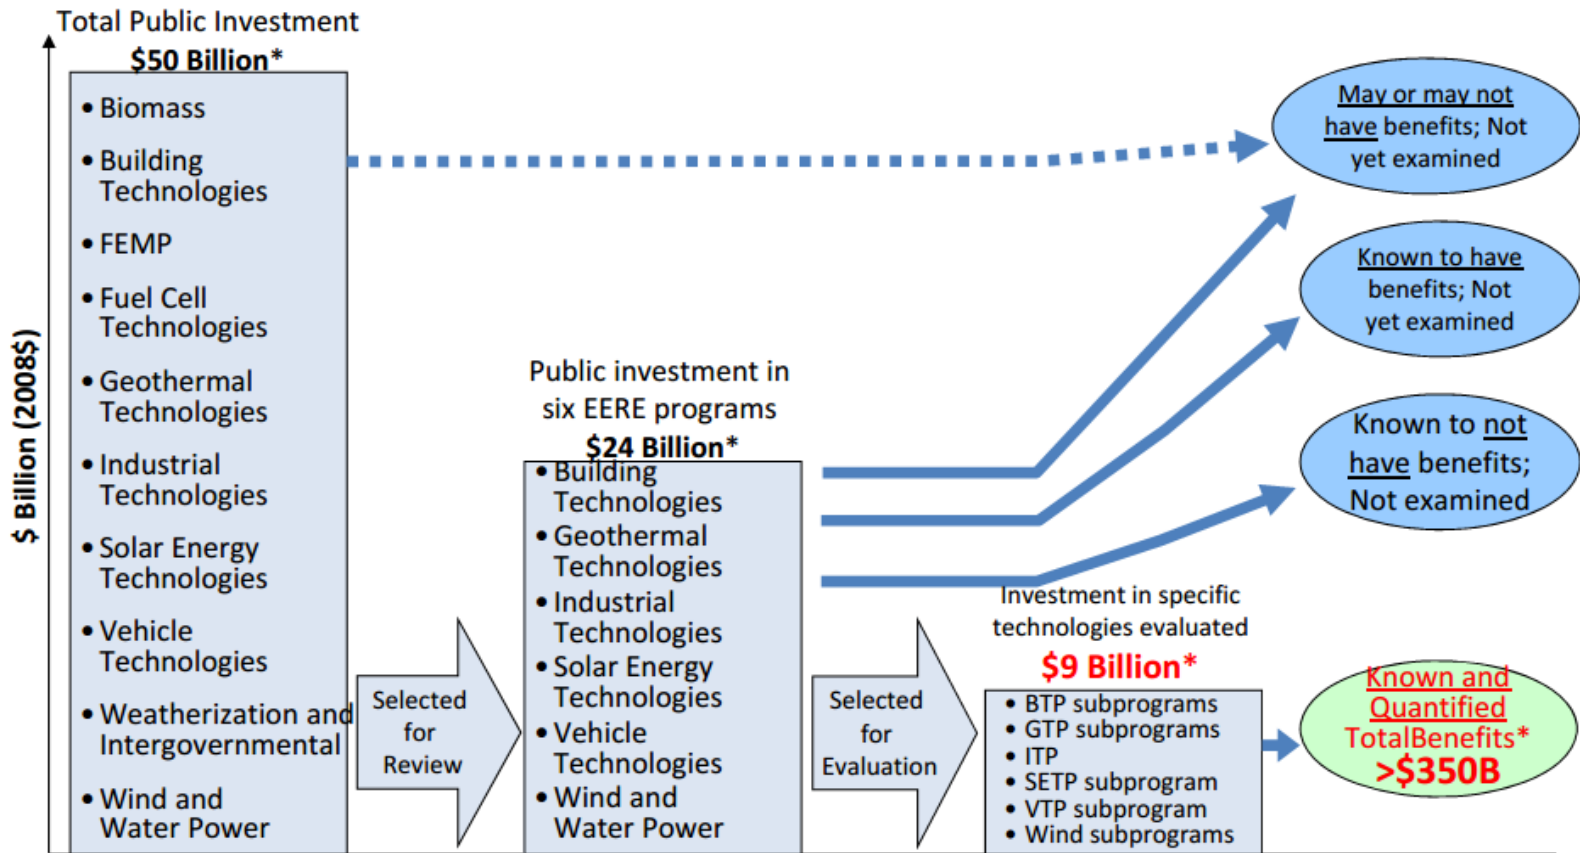 Total Public Investment
$50 Billion*
• Biomass
• Building
Technologies
• FEMP
• Fuel Cell
Technologies
• Geothermal
Technologies
• Industrial
Technologies
• Solar Energy
Technologies
• Vehicle
Technologies
• Weatherization and
Intergovernmental
• Wind and
Water Power
$ Billion (2008$)
Selected
for
Review
Public investment in
six EERE programs
$24 Billion*
• Building
Technologies
• Geothermal
Technologies
• Industrial
Technologies
• Solar Energy
Technologies
• Vehicle
Technologies
• Wind and
Water Power
Selected
for
Evaluation
Investment in specific
technologies evaluated
$9 Billion*
• BTP subprograms
• GTP subprograms
• ITP
• SETP subprogram
• VTP subprogram
• Wind subprograms
May or may not
have benefits; Not
yet examined
Known to have
benefits; Not
yet examined
Known to not
have benefits;
Not examined
Known and
Quantified
TotalBenefits*
>$350B